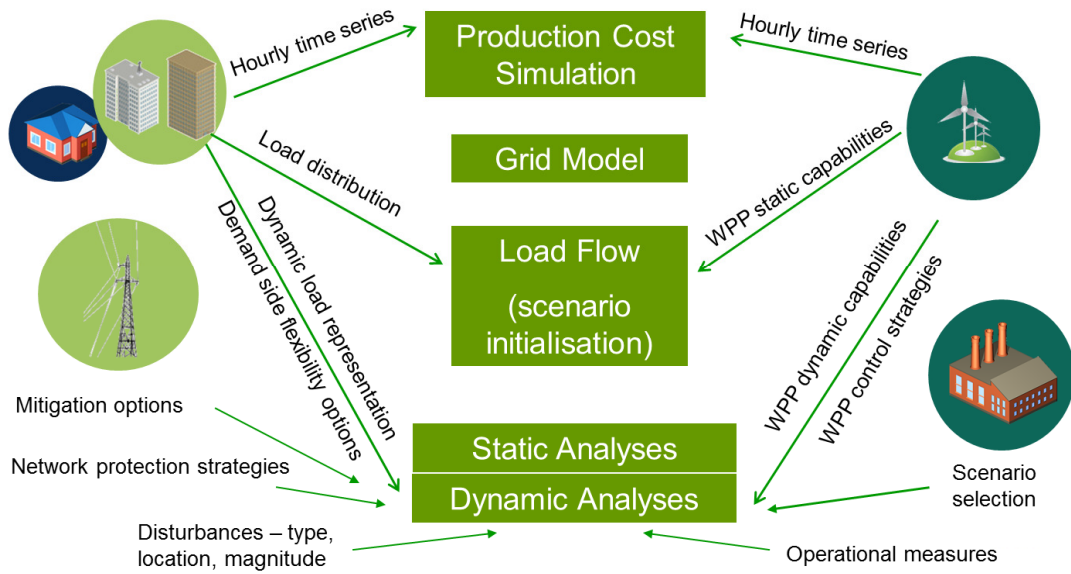 Hourly time series
Production Cost
Simulation
Hourly time series
Load distribution
Grid Model
WPP static capabilities
Dynamic load representation
Demand side flexibility options
Load Flow
(scenario
initialisation)
WPP dynamic capabilities
WPP control strategies
Mitigation options
Network protection strategies
Static Analyses
Dynamic Analyses
Scenario
selection
Disturbances – type,
location, magnitude
Operational measures